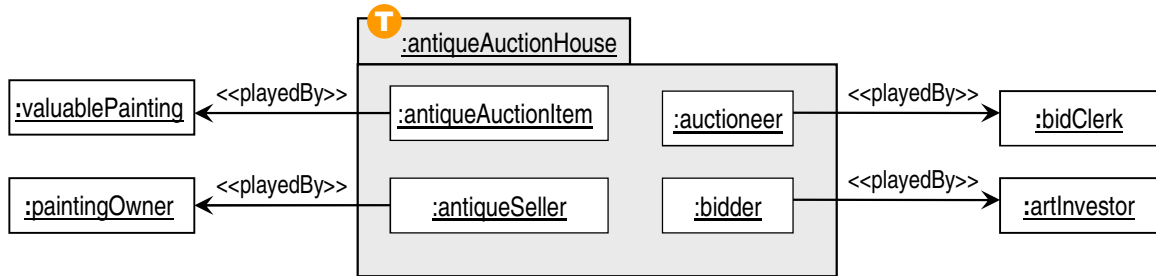 T
:antiqueAuctionHouse
<<playedBy>>
<<playedBy>>
:valuablePainting
:antiqueAuctionItem
:auctioneer
:bidClerk
<<playedBy>>
<<playedBy>>
:paintingOwner
:antiqueSeller
:bidder
:artInvestor